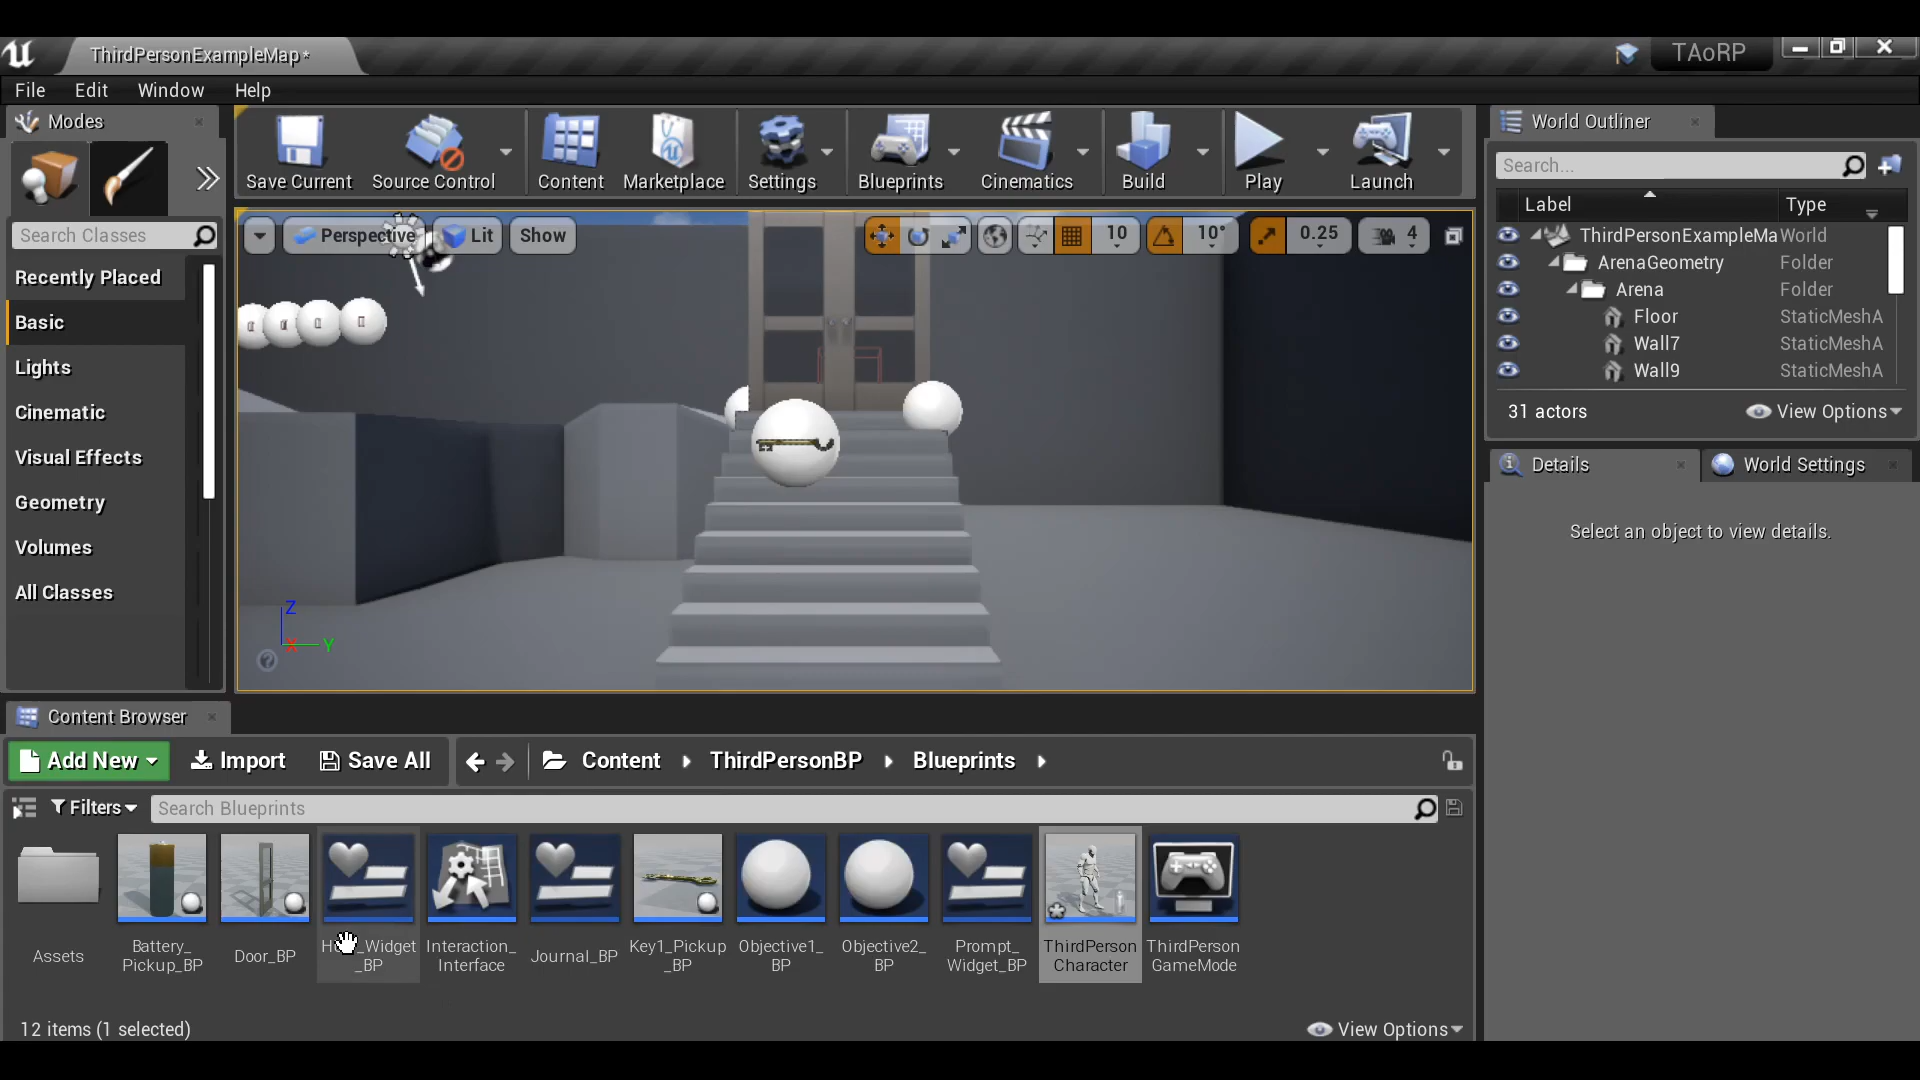 ThirdPersonExampleMap*
TAoRP
File Edit Window Help
Modes
Save Current Source Control Content Marketplace Settings Blueprints Cinematics Build Play Launch
World Outliner
Search...
Label Type
Search Classes
Perspective Lit Show 10 10° 0.25 4
ThirdPersonExampleMa World
ArenaGeometry Folder
Arena Folder
Floor StaticMeshA
Wall7 StaticMeshA
Wall9 StaticMeshA
31 actors View Options
Recently Placed
Basic
Lights
Cinematic
Visual Effects
Geometry
Volumes
All Classes
Details World Settings
Select an object to view details.
Z
X Y
Content Browser
Add New Import Save All Content ThirdPersonBP Blueprints
Filters Search Blueprints
Assets
Battery_
Pickup_BP
Door_BP
Widget
_BP
Interaction_
Interface
Journal_BP
Key1_Pickup
_BP
Objective1_
BP
Objective2_
BP
Prompt_
Widget_BP
ThirdPerson
Character
ThirdPerson
GameMode
12 items (1 selected) View Options